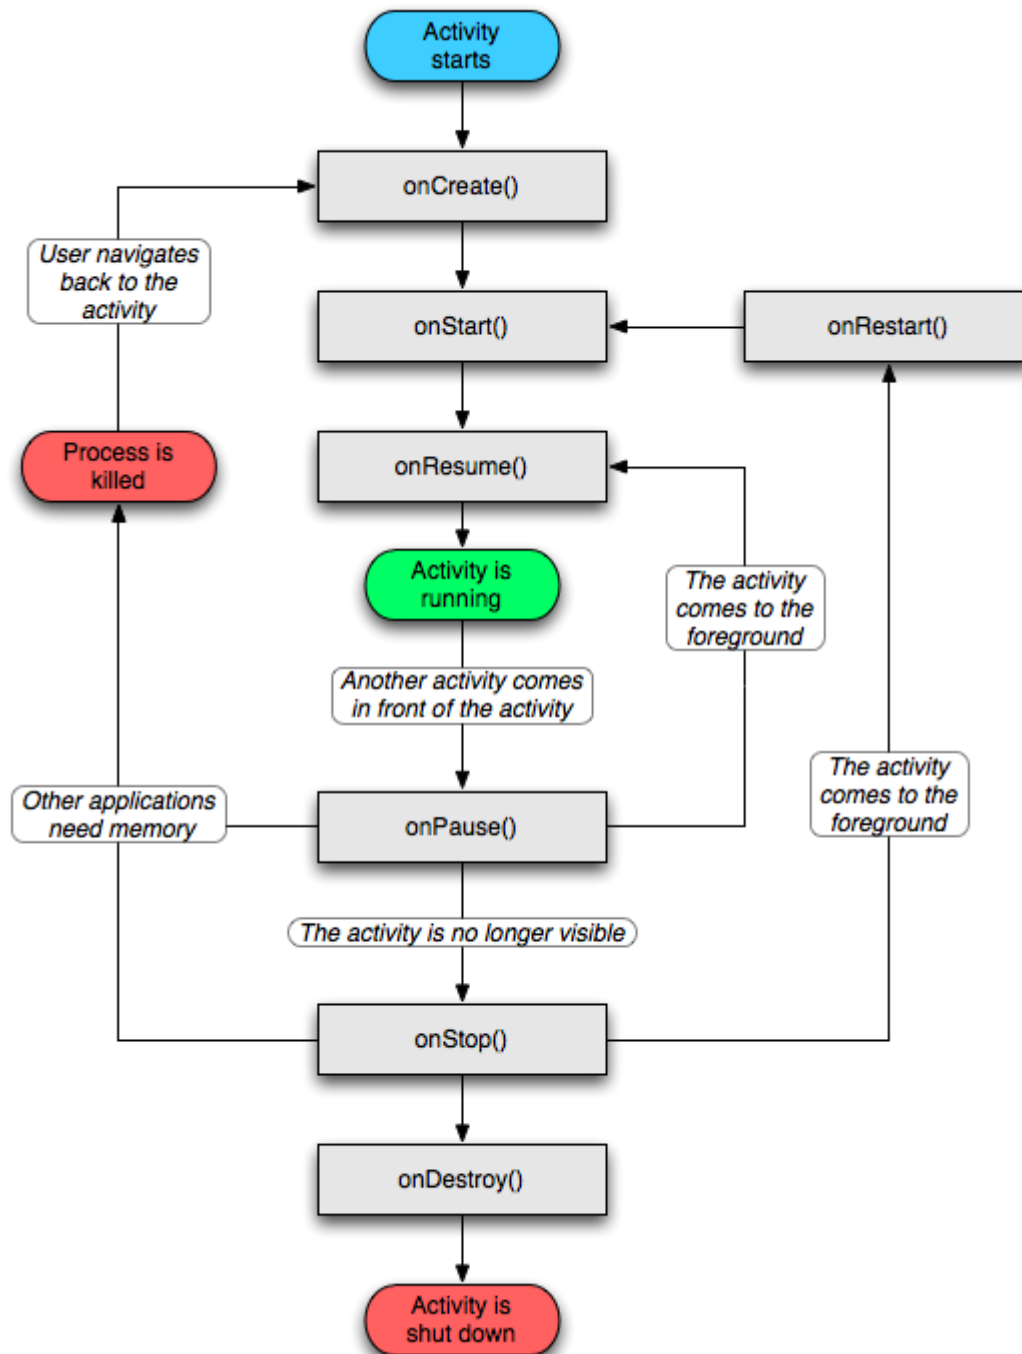 Activity
starts
onCreate()
User navigates
back to the
activity
onStart()
onRestart()
Process is
killed
onResume()
Activity is
running
The activity
comes to the
foreground
Another activity comes
in front of the activity
The activity
comes to the
foreground
Other applications
need memory
onPause()
The activity is no longer visible
onStop()
onDestroy()
Activity is
shut down